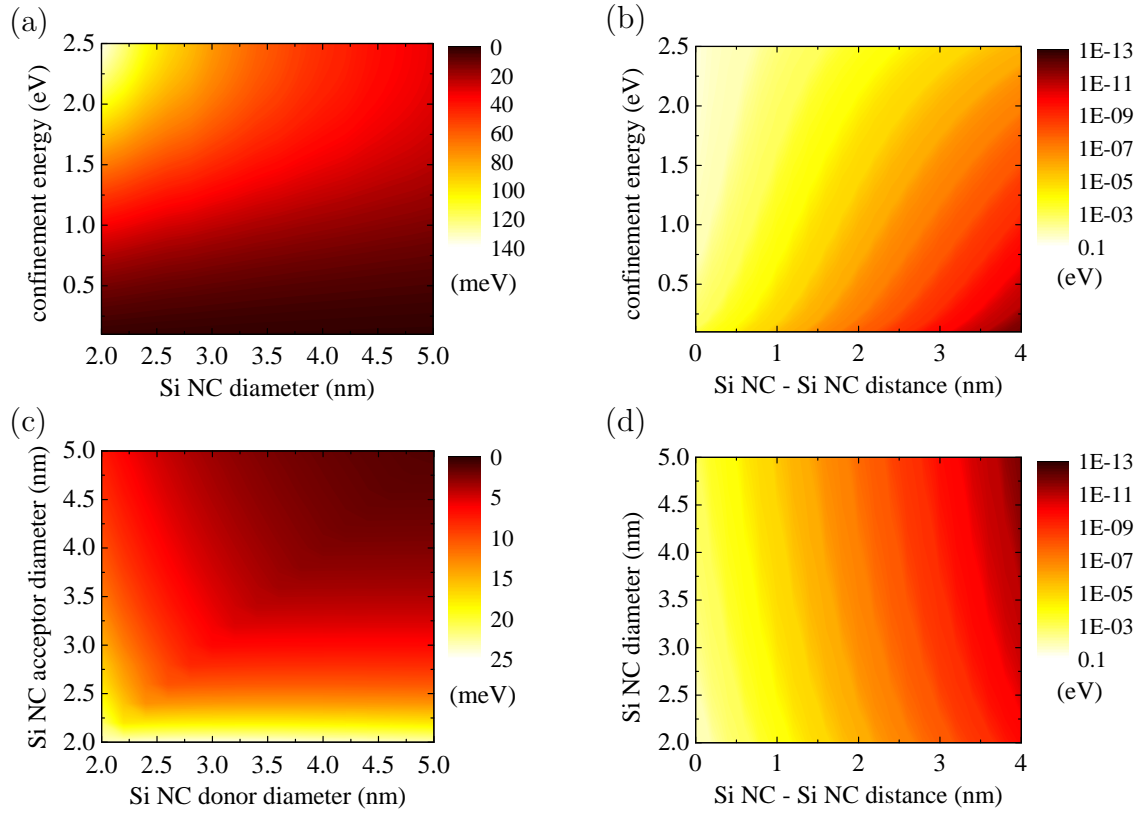 (a)
confinement energy (eV)
2.5
2.0
1.5
1.0
0.5
2.0 2.5 3.0 3.5 4.0 4.5 5.0
Si NC diameter (nm)
0
20
40
60
80
100
120
140
(meV)
(b)
confinement energy (eV)
2.5
2.0
1.5
1.0
0.5
0 1 2 3 4
Si NC - Si NC distance (nm)
1E-13
1E-11
1E-09
1E-07
1E-05
1E-03
0.1
(eV)
(c)
Si NC acceptor diameter (nm)
5.0
4.5
4.0
3.5
3.0
2.5
2.0
2.0 2.5 3.0 3.5 4.0 4.5 5.0
Si NC donor diameter (nm)
0
5
10
15
20
25
(meV)
(d)
Si NC diameter (nm)
5.0
4.5
4.0
3.5
3.0
2.5
2.0
0 1 2 3 4
Si NC - Si NC distance (nm)
1E-13
1E-11
1E-09
1E-07
1E-05
1E-03
0.1
(eV)